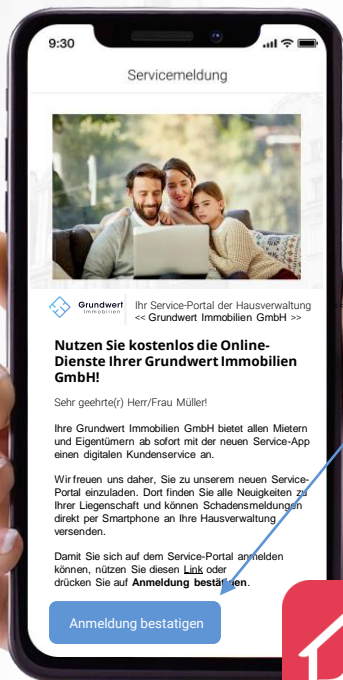 9:30
Servicemeldung
Grundwert
Immobilien
Ihr Service-Portal der Hausverwaltung
<< Grundwert Immobilien GmbH >>
Nutzen Sie kostenlos die Online-
Dienste Ihrer Grundwert Immobilien
GmbH!
Sehr geehrte(r) Herr/Frau Müller!
Ihre Grundwert Immobilien GmbH bietet allen Mietern
und Eigentümern ab sofort mit der neuen Service-App
einen digitalen Kundenservice an.
Wir freuen uns daher, Sie zu unserem neuen Service-
Portal einzuladen. Dort finden Sie alle Neuigkeiten zu
Ihrer Liegenschaft und können Schadensmeldungen
direkt per Smartphone an Ihre Hausverwaltung
versenden.
Damit Sie sich auf dem Service-Portal anmelden
können, nützen Sie diesen Link oder
drücken Sie auf Anmeldung bestätigen.
Anmeldung bestatigen